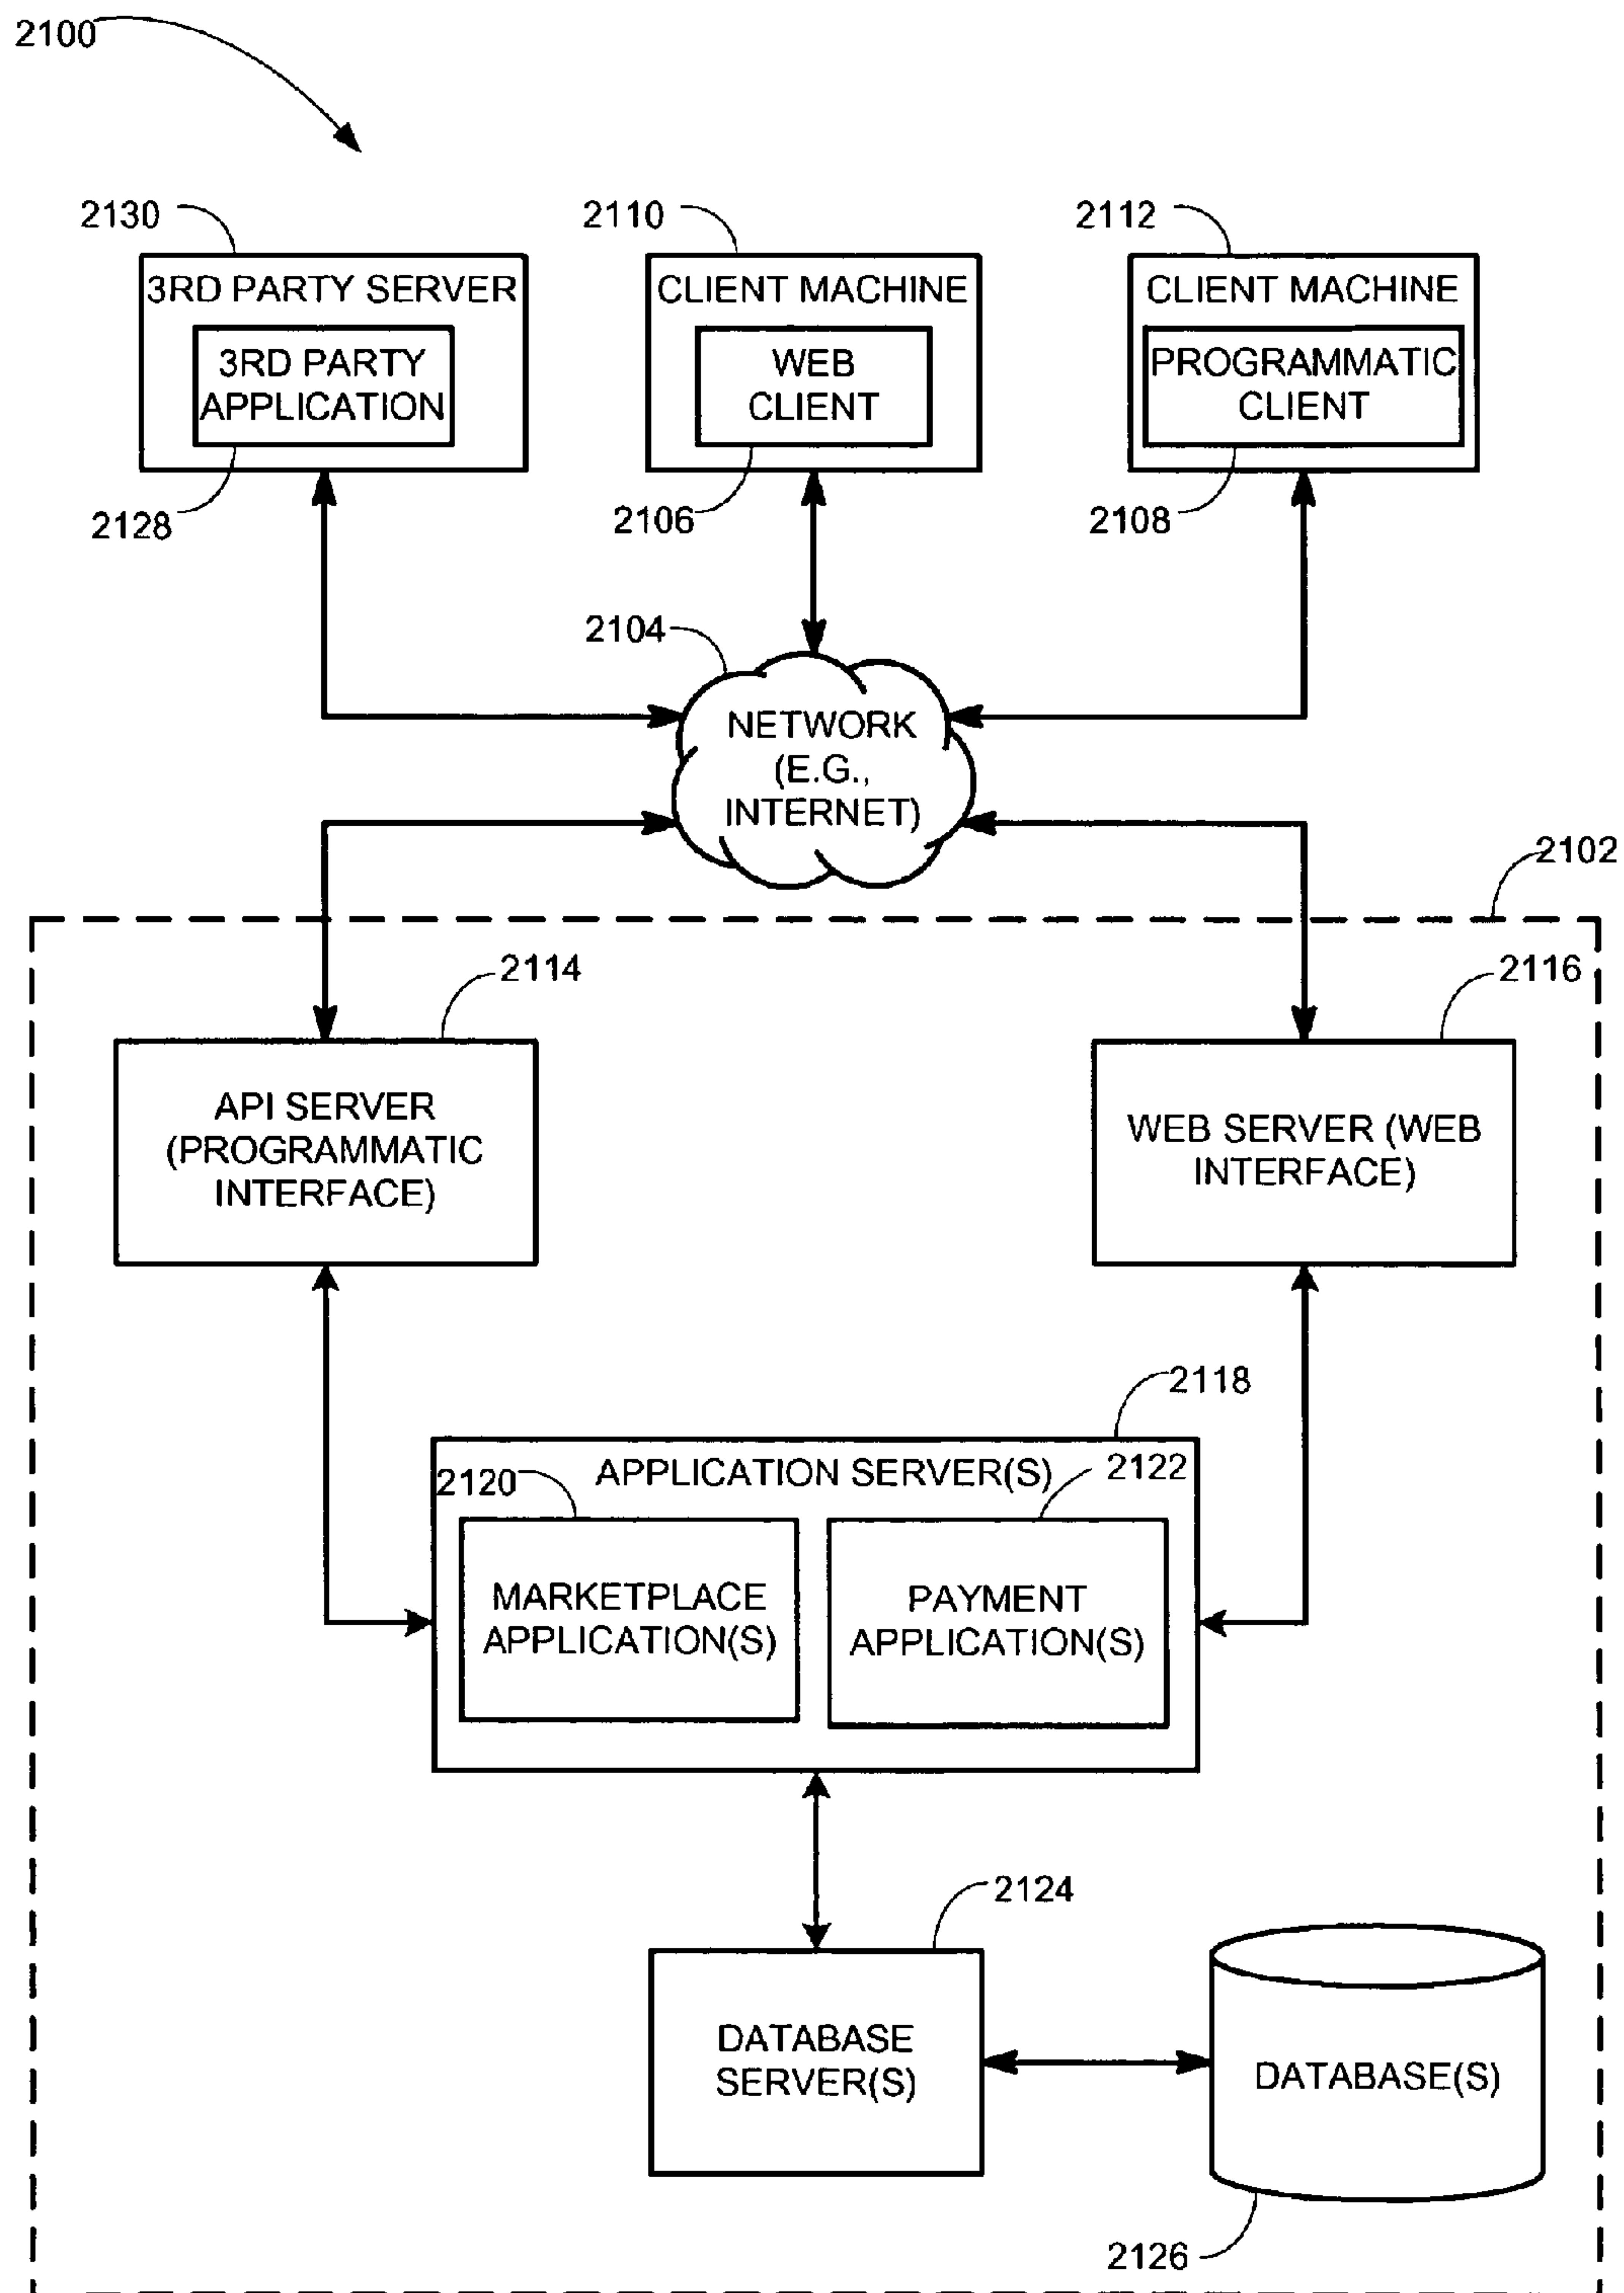 2100
2130
2110
2112
3RD PARTY SERVER
CLIENT MACHINE
CLIENT MACHINE
3RD PARTY
APPLICATION
WEB
CLIENT
PROGRAMMATIC
CLIENT
2128
2106
2108
2104
NETWORK
(E.G.,
INTERNET)
2102
2114
2116
API SERVER
(PROGRAMMATIC
INTERFACE)
WEB SERVER (WEB
INTERFACE)
2118
APPLICATION SERVER(S)
2120
2122
MARKETPLACE
APPLICATION(S)
PAYMENT
APPLICATION(S)
2124
DATABASE
SERVER(S)
DATABASE(S)
2126